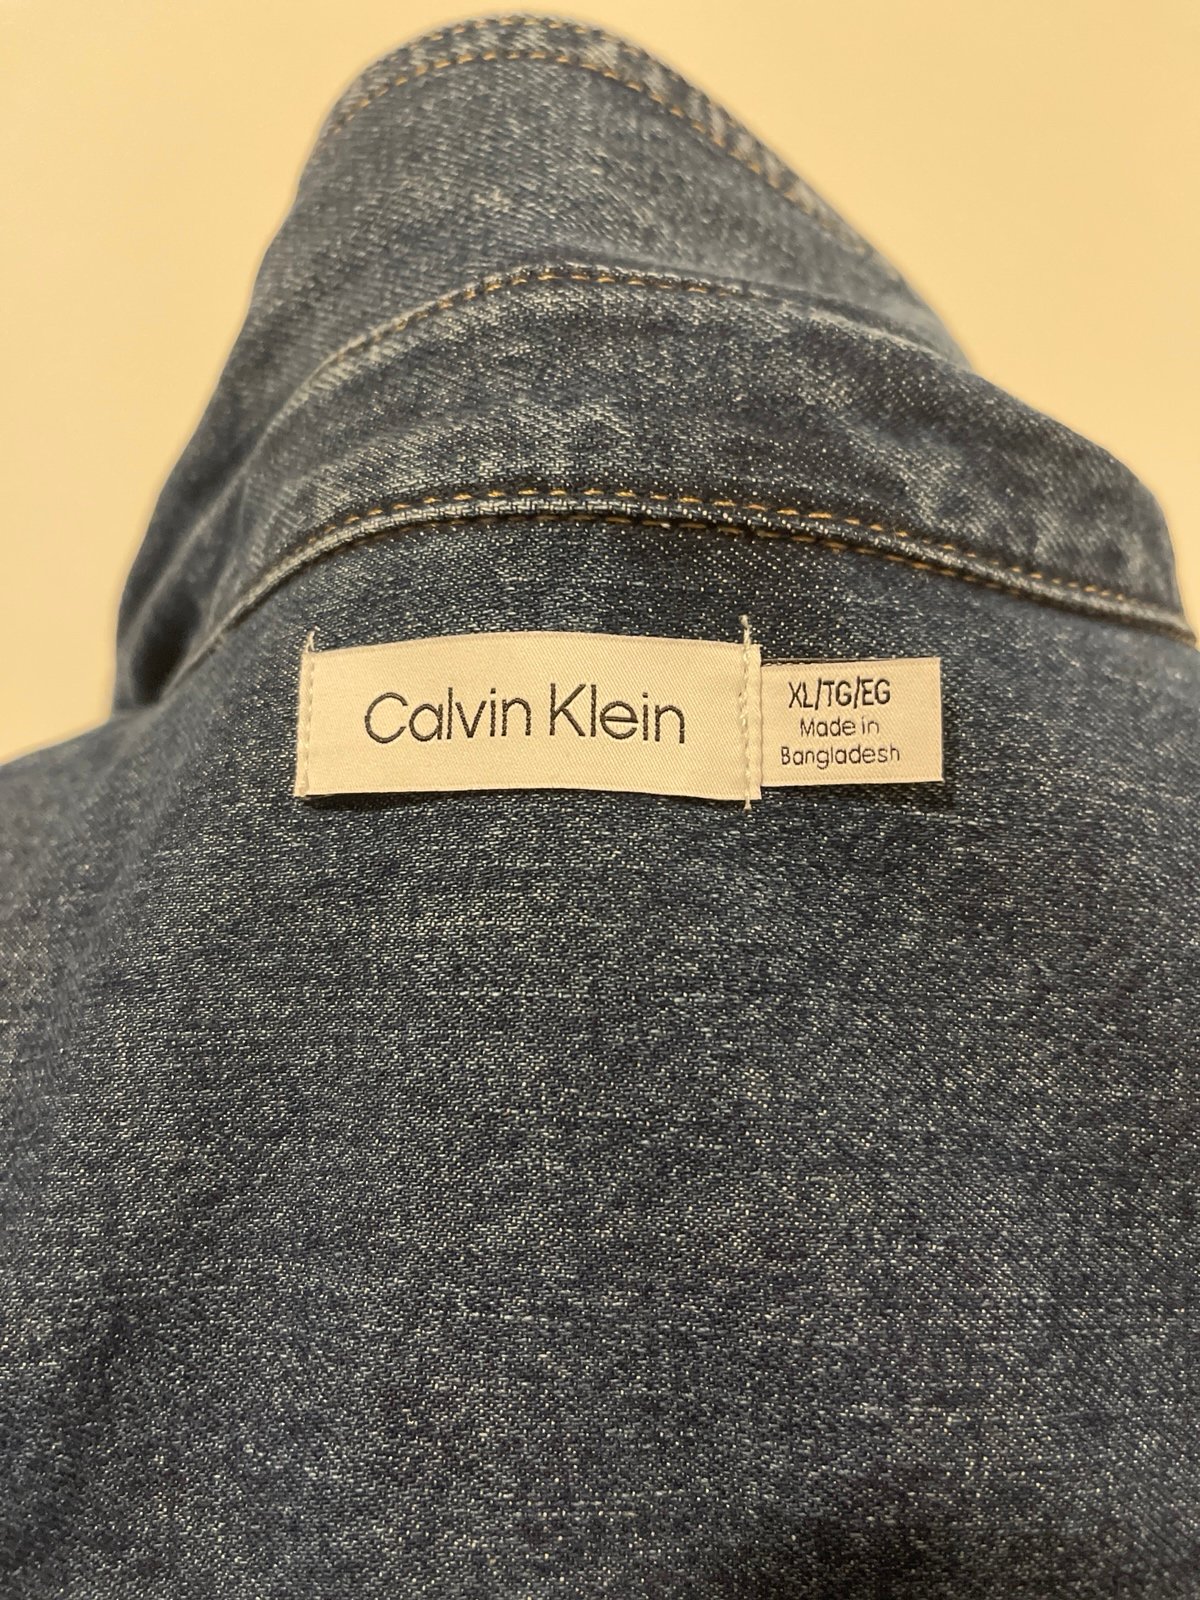 Calvin Klein
XL/TG/EG
Made in
Bangladesh